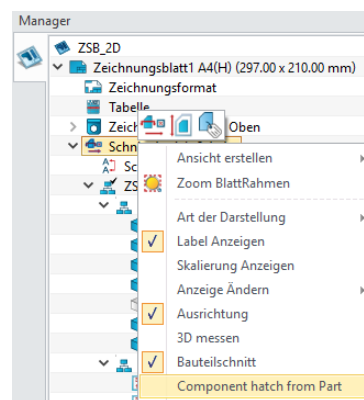 Manager
ZSB_2D
Zeichnungsblatt1 A4(H) (297.00 x 210.00 mm)
Zeichnungsformat
Tabelle
Oben
Ansicht erstellen
Zoom BlattRahmen
Art der Darstellung
Label Anzeigen
Skalierung Anzeigen
Anzeige Ändern
Ausrichtung
3D messen
Bauteilschnitt
Component hatch from Part